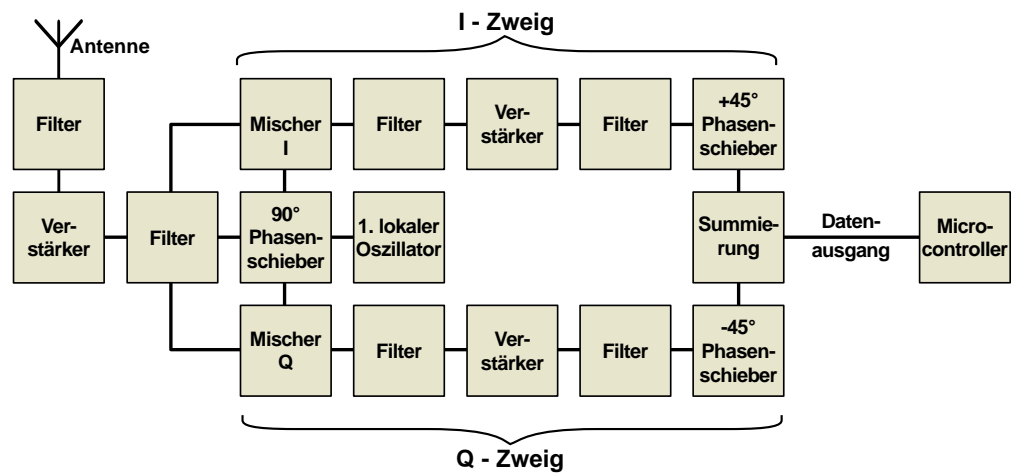 I - Zweig
Antenne
Filter
Mischer
I
Filter
Ver-
stärker
Filter
+45°
Phasen-
schieber
Ver-
stärker
Filter
90°
Phasen-
schieber
1. lokaler
Oszillator
Summie-
rung
Daten-
ausgang
Micro-
controller
Mischer
Q
Filter
Ver-
stärker
Filter
-45°
Phasen-
schieber
Q - Zweig